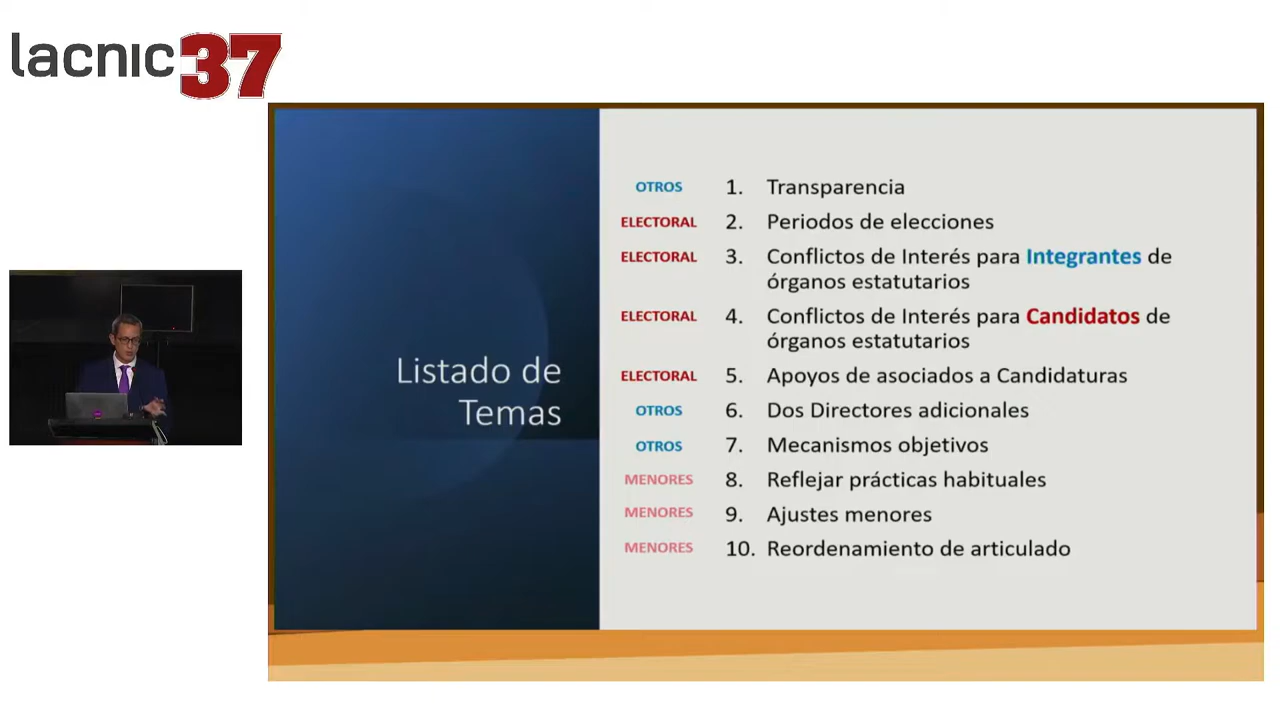 lacnic 37
Listado de
Temas
OTROS 1. Transparencia
ELECTORAL 2. Periodos de elecciones
ELECTORAL 3. Conflictos de Interés para Integrantes de
órganos estatutarios
ELECTORAL 4. Conflictos de Interés para Candidatos de
órganos estatutarios
ELECTORAL 5. Apoyos de asociados a Candidaturas
OTROS 6. Dos Directores adicionales
OTROS 7. Mecanismos objetivos
MENORES 8. Reflejar prácticas habituales
MENORES 9. Ajustes menores
MENORES 10. Reordenamiento de articulado